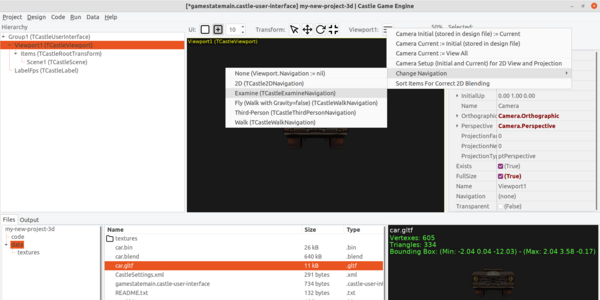 [*gamestatemain.castle-user-interface] my-new-project-3d | Castle Game Engine
Project Design Code Run Data Help
Hierarchy
Group1 (TCastleUserInterface)
Viewport1 (TCastleViewport)
Items (TCastleRootTransform)
Scene1 (TCastleScene)
LabelFps (TCastleLabel)
UI: 10 Transform: Viewport1: 50% Selected:
Viewport1 (TCastleViewport)
Camera Initial (stored in design file) := Current
Camera Current := Initial (stored in design file)
Camera Current := View All
Camera Setup (Initial and Current) for 2D View and Projection
Change Navigation
Sort Items For Correct 2D Blending
None (Viewport.Navigation := nil)
2D (TCastle2DNavigation)
Examine (TCastleExamineNavigation)
Fly (Walk with Gravity=false) (TCastleWalkNavigation)
Third-Person (TCastleThirdPersonNavigation)
Walk (TCastleWalkNavigation)
InitialUp 0.00 1.00 0.00
Name Camera
Orthographic Camera.Orthographic
Perspective Camera.Perspective
ProjectionFa 0
ProjectionNe 0
ProjectionTyp ptPerspective
Exists (True)
FullSize (True)
Name Viewport1
Navigation (none)
Transparent (False)
Files Output
my-new-project-3d
code
data
textures
Name Size Type
textures
car.bin 26 kB .bin
car.blend 640 kB .blend
car.gltf 11 kB .gltf
CastleSettings.xml 291 bytes .xml
gamestatemain.castle-user-interface 734 bytes .castle-user-interface
README.txt 132 bytes .txt
car.gltf
Vertexes: 605
Triangles: 334
Bounding Box: (Min: -2.04 0.04 -12.03) - (Max: 2.04 3.58 -0.17)